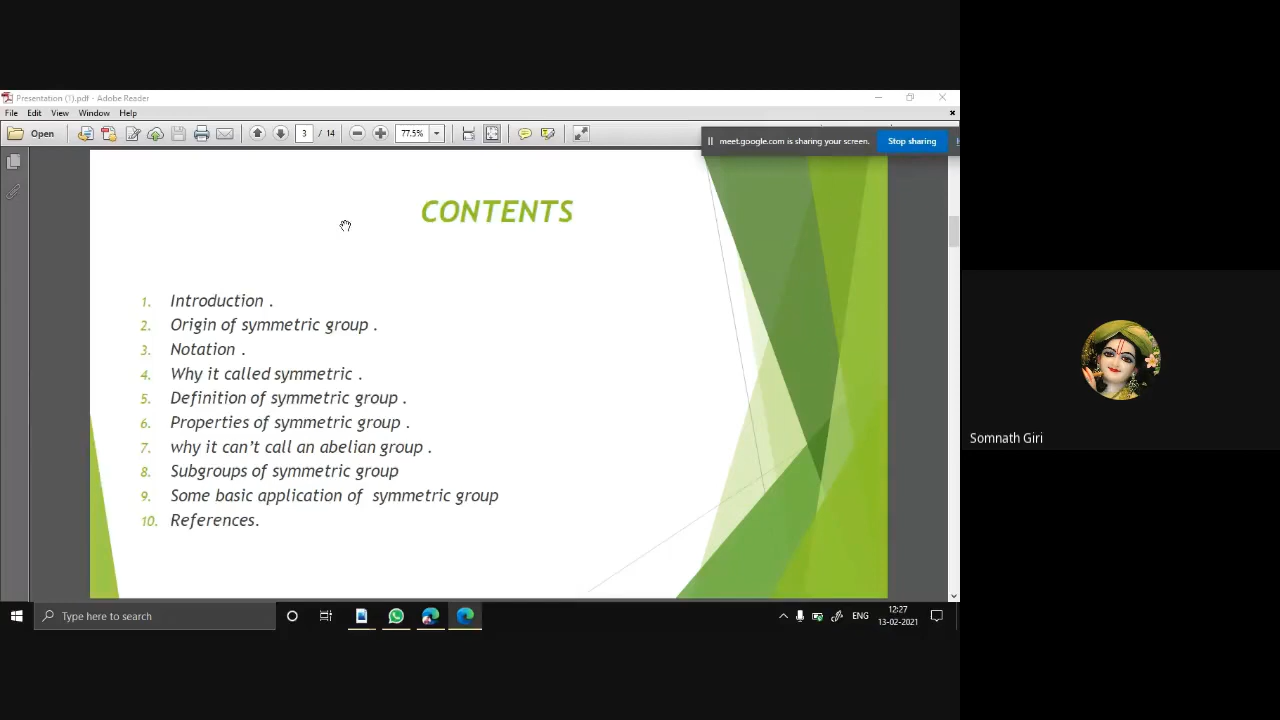 Presentation (7).pdf - Adobe Reader
File Edit View Window Help
Open 3 / 14 77.5%
meet.google.com is sharing your screen. Stop sharing
CONTENTS
1. Introduction .
2. Origin of symmetric group .
3. Notation .
4. Why it called symmetric .
5. Definition of symmetric group .
6. Properties of symmetric group .
7. why it can't call an abelian group .
8. Subgroups of symmetric group
9. Some basic application of symmetric group
10. References.
Somnath Giri
Type here to search
ENG
12:27
13-02-2021